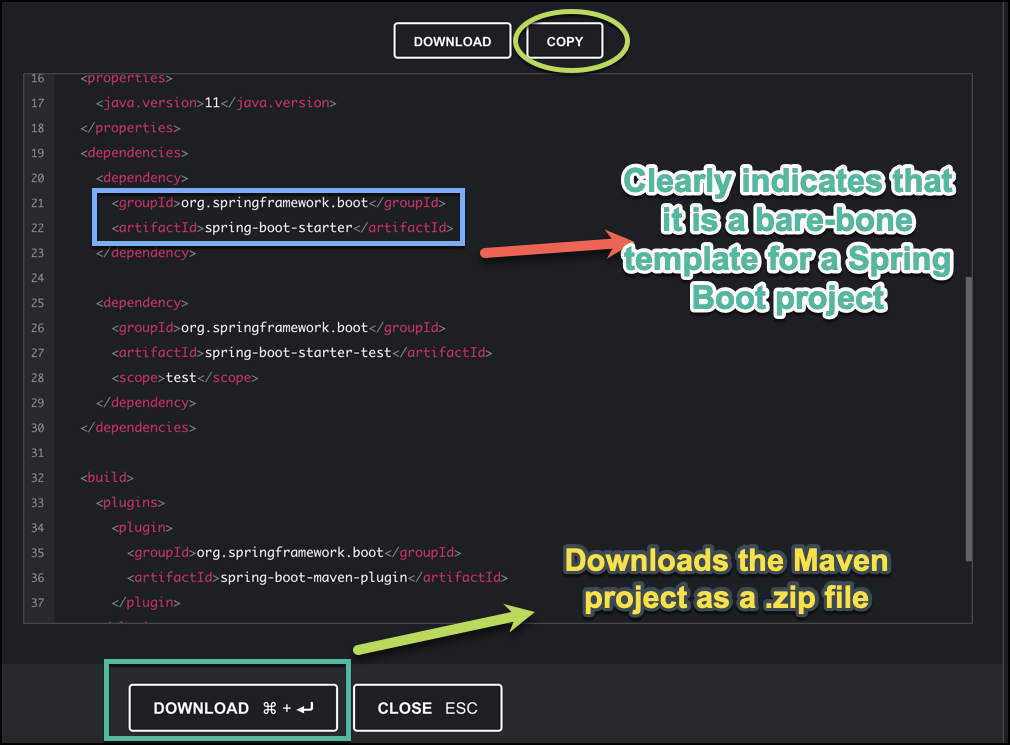 DOWNLOAD COPY
16 <properties>
17 <java.version>11</java.version>
18 </properties>
19 <dependencies>
20 <dependency>
21 <groupId>org.springframework.boot</groupId>
22 <artifactId>spring-boot-starter</artifactId>
23 </dependency>
24
25 <dependency>
26 <groupId>org.springframework.boot</groupId>
27 <artifactId>spring-boot-starter-test</artifactId>
28 <scope>test</scope>
29 </dependency>
30 </dependencies>
31
32 <build>
33 <plugins>
34 <plugin>
35 <groupId>org.springframework.boot</groupId>
36 <artifactId>spring-boot-maven-plugin</artifactId>
37 </plugin>
Clearly indicates that
it is a bare-bone
template for a Spring
Boot project
Downloads the Maven
project as a .zip file
DOWNLOAD ⌘ + ↵ CLOSE ESC